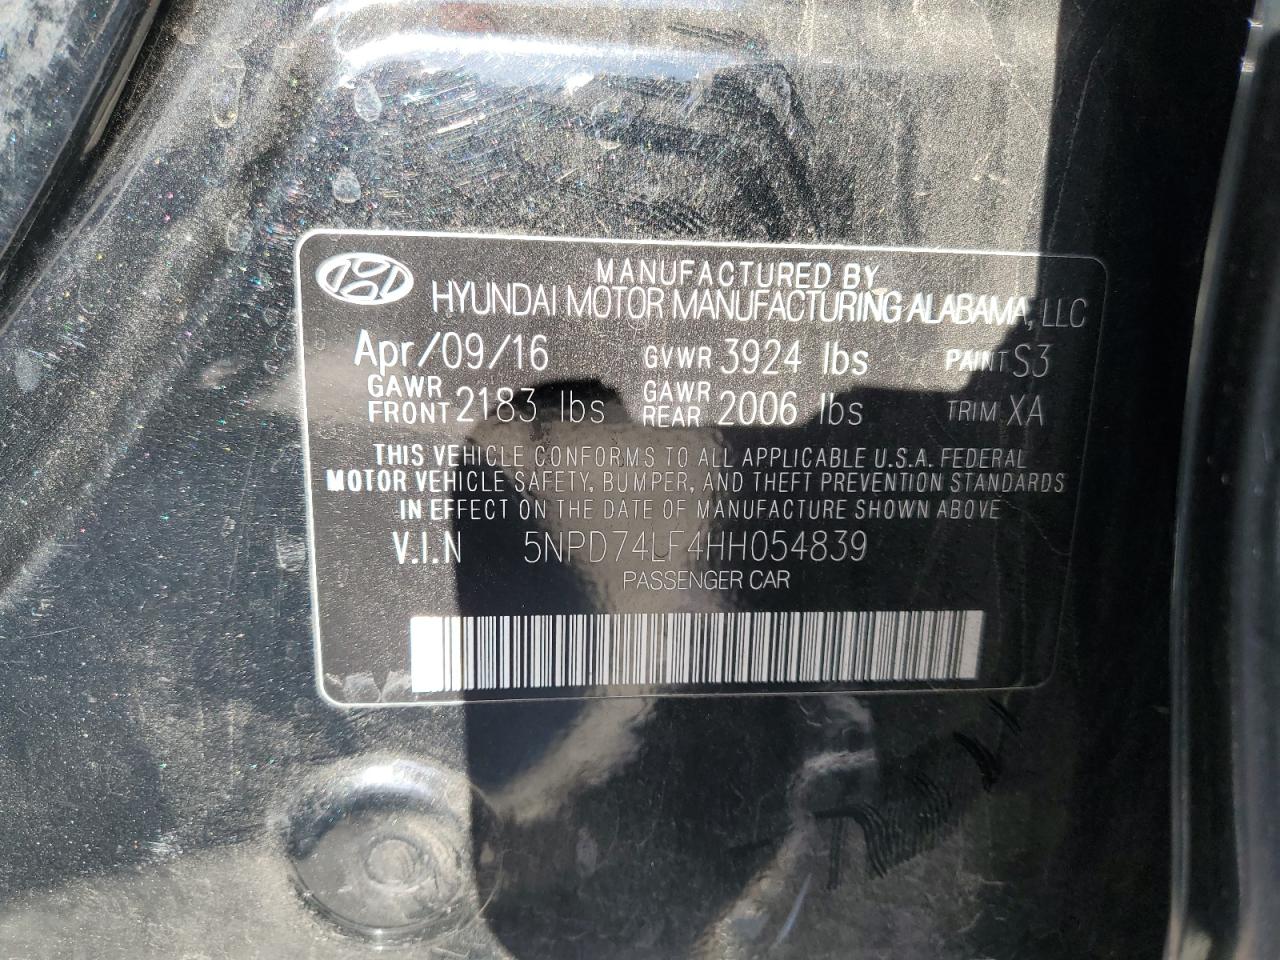 MANUFACTURED BY
HYUNDAI MOTOR MANUFACTURING ALABAMA, LLC
Apr/09/16 GVWR 3924 lbs PAINT S3
GAWR FRONT 2183 lbs GAWR REAR 2006 lbs TRIM XA
THIS VEHICLE CONFORMS TO ALL APPLICABLE U.S.A. FEDERAL
MOTOR VEHICLE SAFETY, BUMPER, AND THEFT PREVENTION STANDARDS
IN EFFECT ON THE DATE OF MANUFACTURE SHOWN ABOVE
V.I.N 5NPD74LF4HH054839
PASSENGER CAR